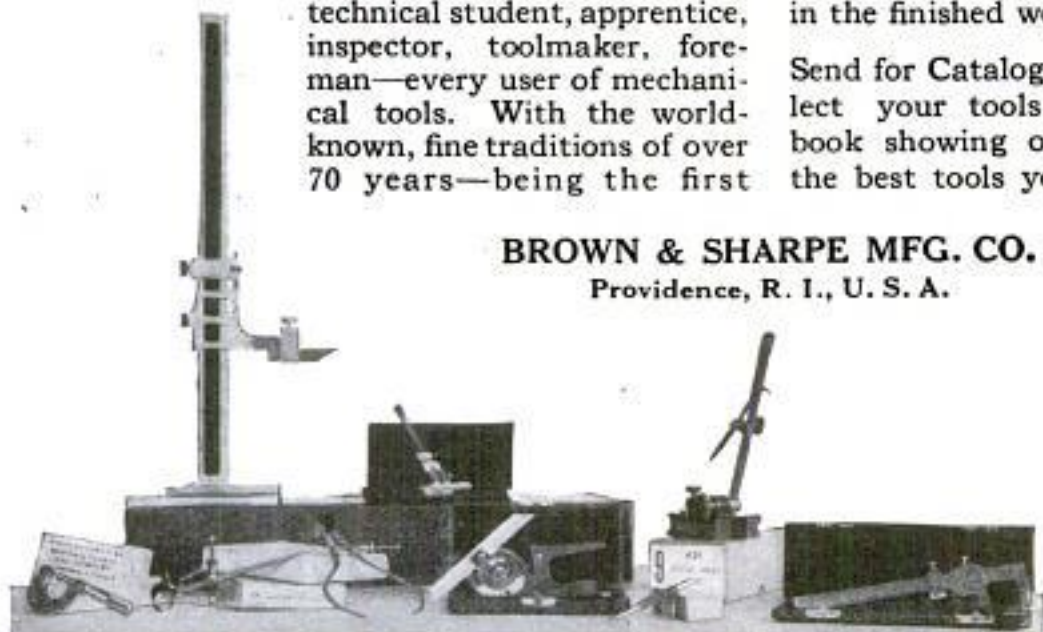 technical student, apprentice,
inspector, toolmaker, fore-
man—every user of mechani-
cal tools. With the world-
known, fine traditions of over
70 years—being the first
in the finished
Send for Catalog
lect your tools
book showing
the best tools
BROWN & SHARPE MFG. CO.
Providence, R. I., U. S. A.